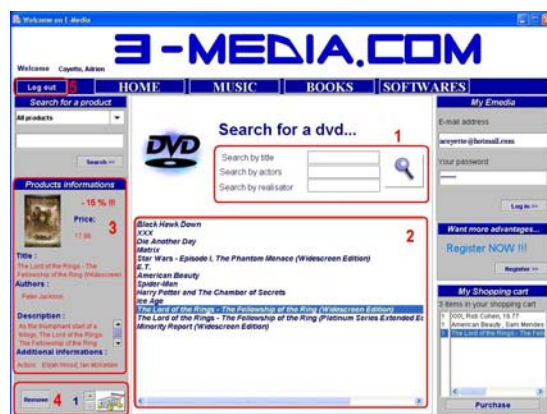 Welcome on E-Media
3-MEDIA.COM
Welcome Coyette, Adrien
Log out 5 HOME MUSIC BOOKS SOFTWARES
Search for a product
All products
Search >>
Products informations
- 15 % !!!
3
Price:
17.98
Title :
The Lord of the Rings - The
Fellowship of the Ring (Widescreen
Authors :
Peter Jackson
Description :
As the triumphant start of a
trilogy, The Lord of the Rings:
The Fellowship of the Ring
Additional informations :
Actors : Elijah Wood, Ian McKellen
Remove 4 1
DVD
Search for a dvd...
1
Search by title
Search by actors
Search by realisator
2
Black Hawk Down
XXX
Die Another Day
Matrix
Star Wars - Episode I, The Phantom Menace (Widescreen Edition)
E.T.
American Beauty
Spider-Man
Harry Potter and The Chamber of Secrets
Ice Age
The Lord of the Rings - The Fellowship of the Ring (Widescreen Edition)
The Lord of the Rings - The Fellowship of the Ring (Platinum Series Extended Ed
Minority Report (Widescreen Edition)
My Emedia
E-mail address
acoyette@hotmail.com
Your password
Log in >>
Want more advantages...
Register NOW !!!
Register >>
My Shopping cart
3 items in your shopping cart
1 XXX, Rob Cohen, 16.77
1 American Beauty , Sam Mendes
1 The Lord of the Rings - The Fell
Purchase